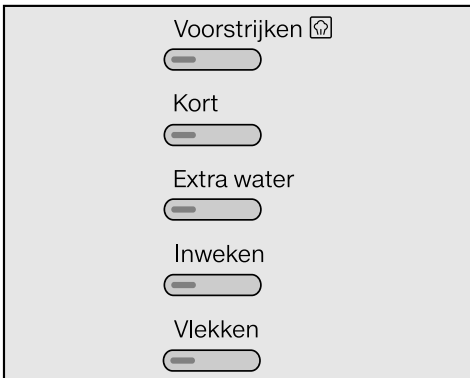 Voorstrijken
Kort
Extra water
Inweken
Vlekken